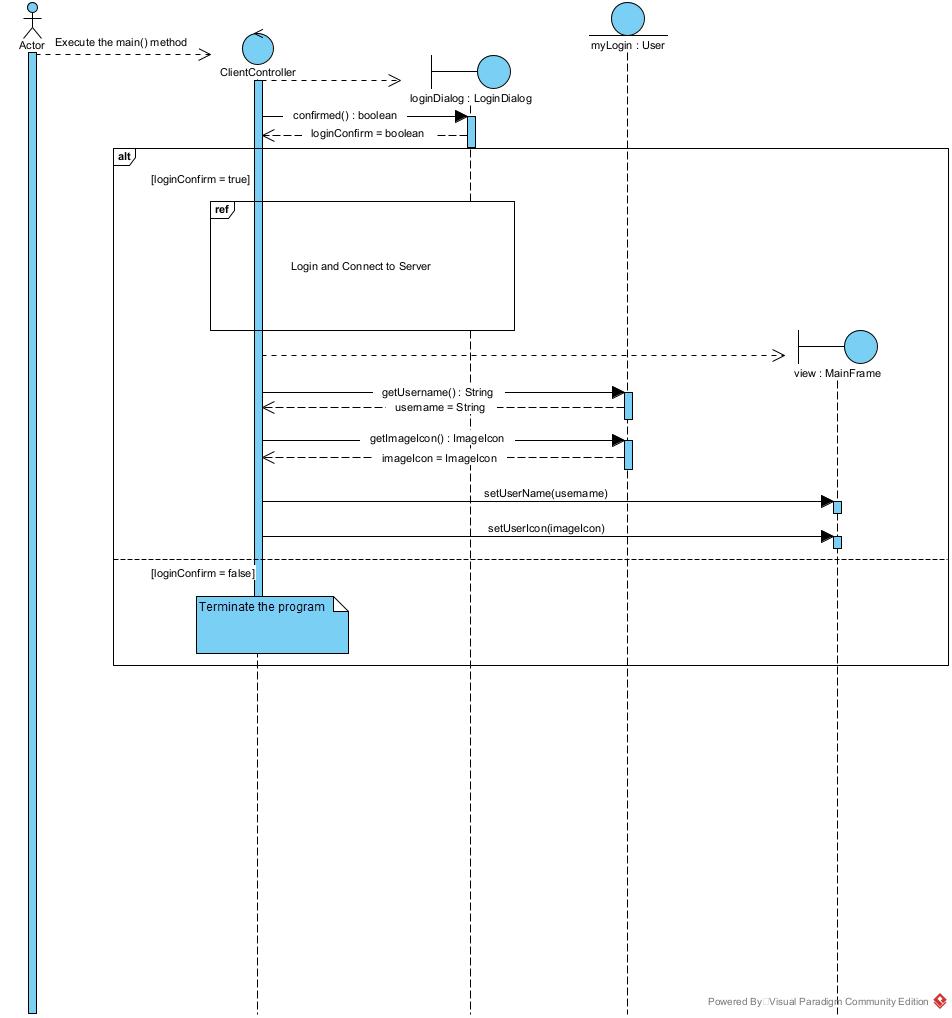 Actor
Execute the main() method
ClientController
myLogin : User
loginDialog : LoginDialog
confirmed() : boolean
loginConfirm = boolean
alt
[loginConfirm = true]
ref
Login and Connect to Server
view : MainFrame
getUsername() : String
username = String
getImageIcon() : ImageIcon
imageIcon = ImageIcon
setUserName(username)
setUserIcon(imageIcon)
[loginConfirm = false]
Terminate the program
Powered By Visual Paradigm Community Edition